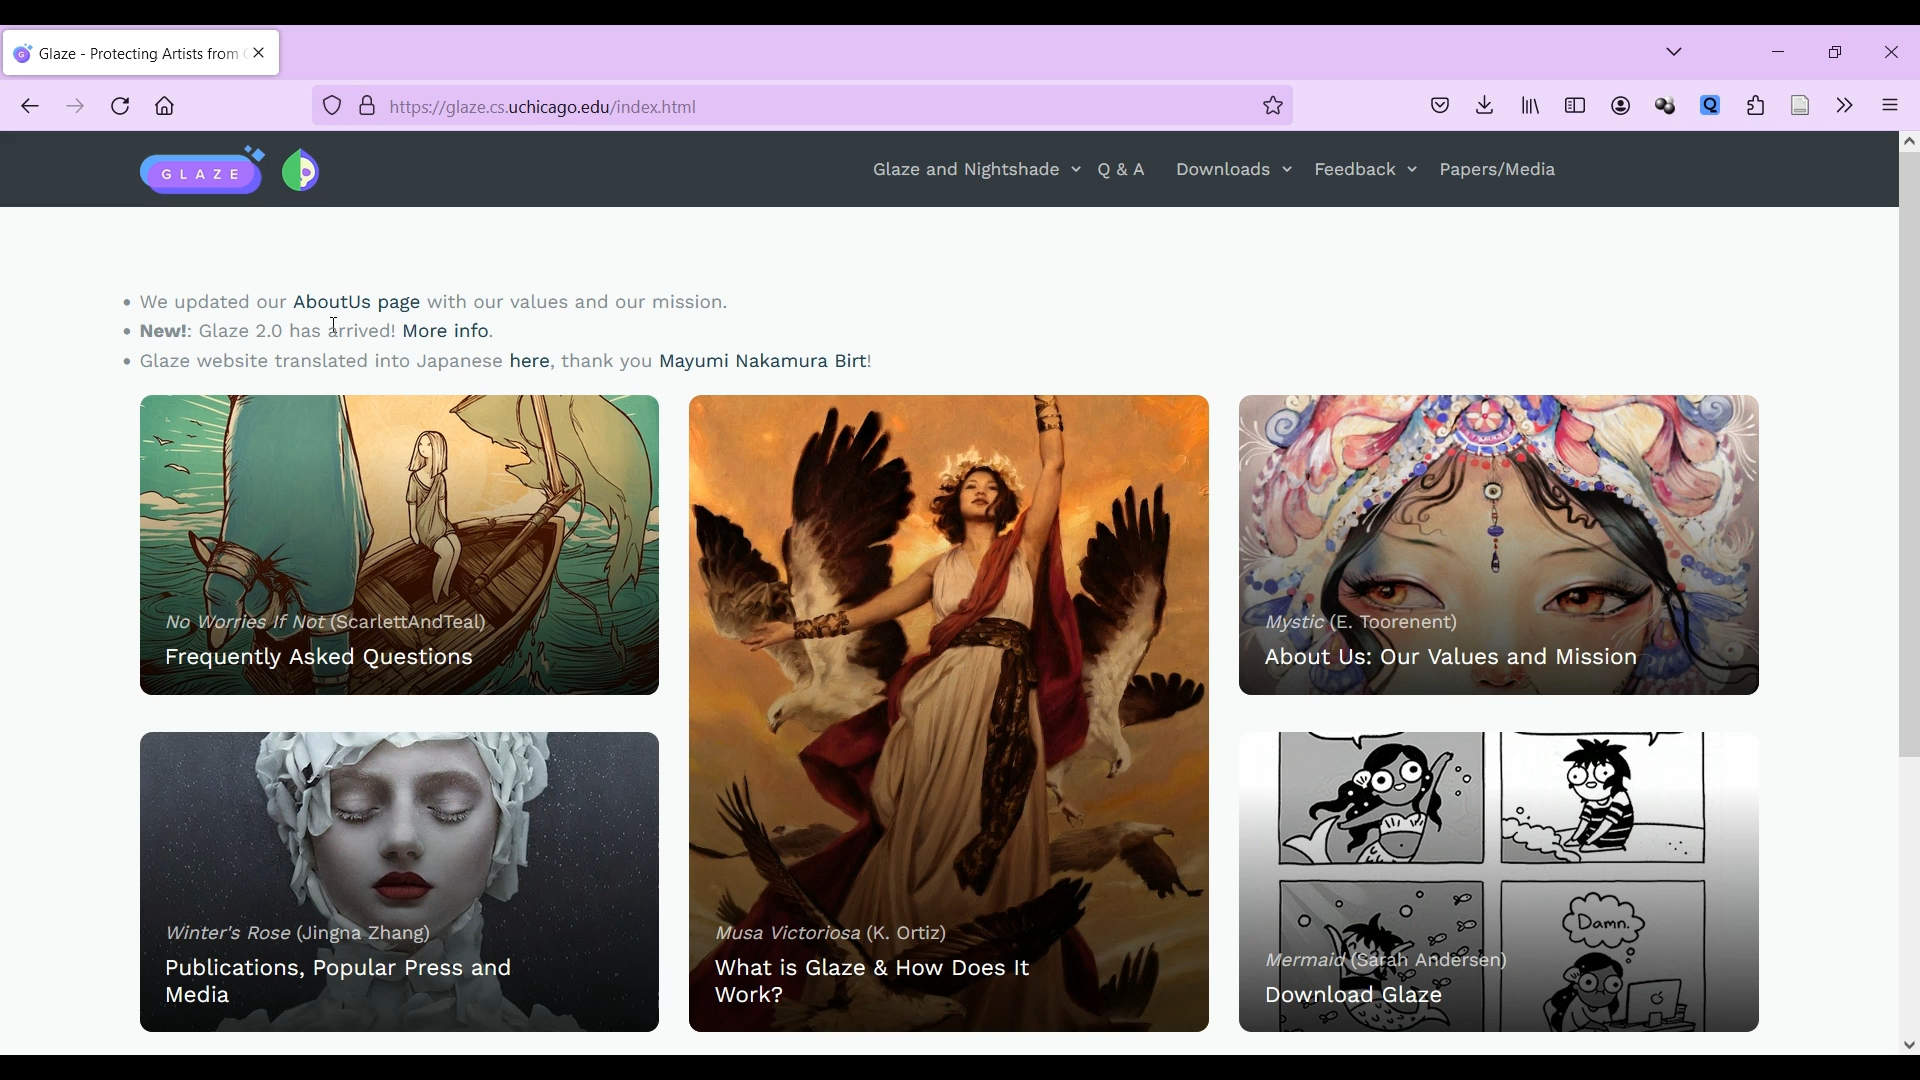 Glaze - Protecting Artists from
https://glaze.cs.uchicago.edu/index.html
GLAZE
Glaze and Nightshade Q & A Downloads Feedback Papers/Media
We updated our AboutUs page with our values and our mission.
New!: Glaze 2.0 has arrived! More info.
Glaze website translated into Japanese here, thank you Mayumi Nakamura Birt!
No Worries If Not (ScarlettAndTeal)
Frequently Asked Questions
Winter's Rose (Jingna Zhang)
Publications, Popular Press and
Media
Musa Victoriosa (K. Ortiz)
What is Glaze & How Does It
Work?
Mystic (E. Toorenent)
About Us: Our Values and Mission
Damn.
Mermaid (Sarah Andersen)
Download Glaze